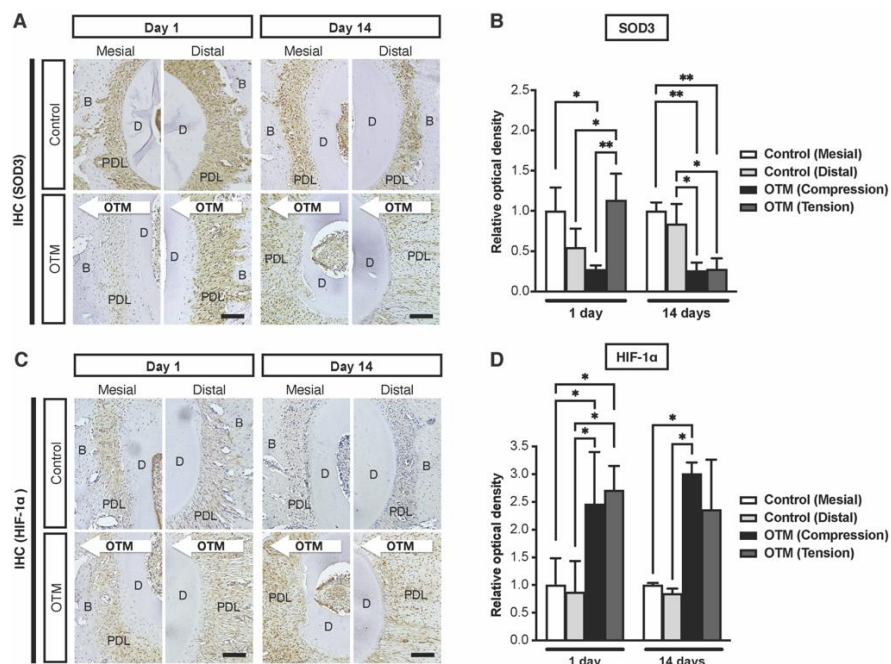 A
Day 1
Day 14
Mesial
Distal
Mesial
Distal
IHC (SOD3)
Control
B
PDL
D
D
PDL
B
PDL
D
D
PDL
B
OTM
OTM
OTM
OTM
OTM
B
PDL
D
D
PDL
B
PDL
D
D
PDL
B
SOD3
Relative optical density
2.5
2.0
1.5
1.0
0.5
0.0
*
*
**
**
**
*
*
1 day
14 days
Control (Mesial)
Control (Distal)
OTM (Compression)
OTM (Tension)
C
Day 1
Day 14
Mesial
Distal
Mesial
Distal
IHC (HIF-1α)
Control
B
PDL
D
D
PDL
B
B
PDL
D
D
PDL
B
OTM
OTM
OTM
OTM
OTM
B
PDL
D
D
PDL
PDL
D
D
PDL
D
HIF-1α
Relative optical density
3.5
3.0
2.5
2.0
1.5
1.0
0.5
0.0
*
*
*
*
*
*
1 day
14 days
Control (Mesial)
Control (Distal)
OTM (Compression)
OTM (Tension)